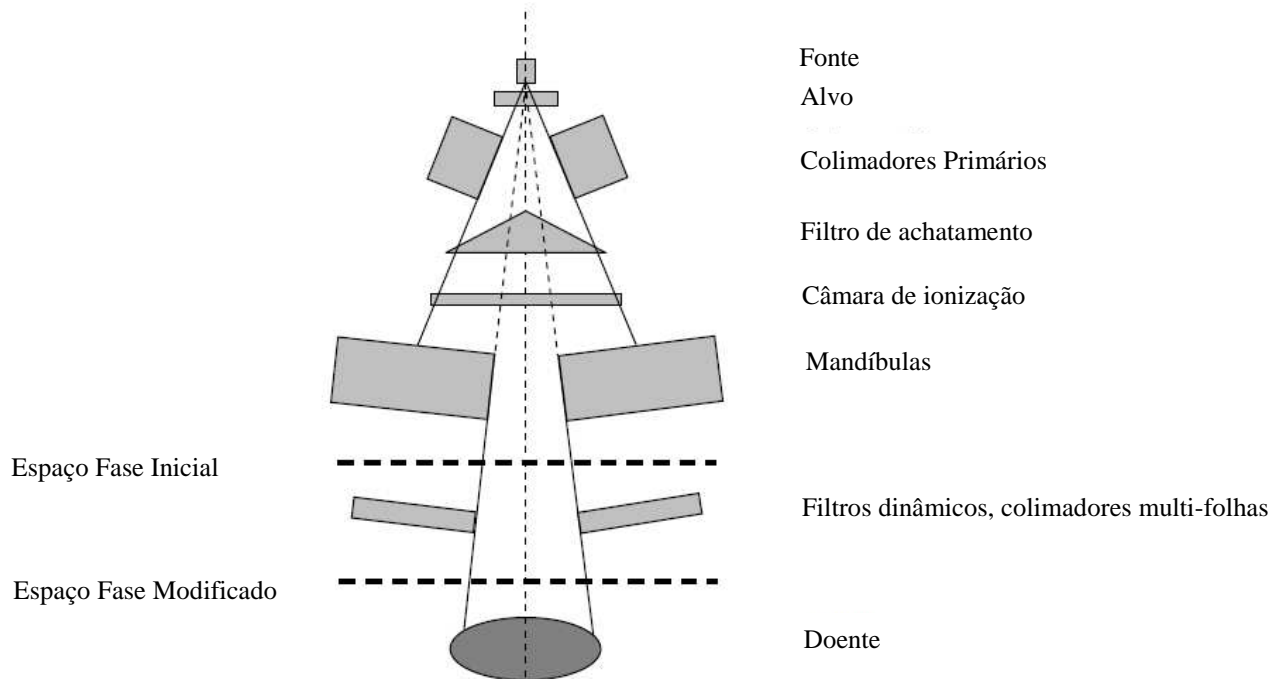 Fonte
Alvo
Colimadores Primários
Filtro de achatamento
Câmara de ionização
Mandíbulas
Espaço Fase Inicial
Filtros dinâmicos, colimadores multi-folhas
Espaço Fase Modificado
Doente